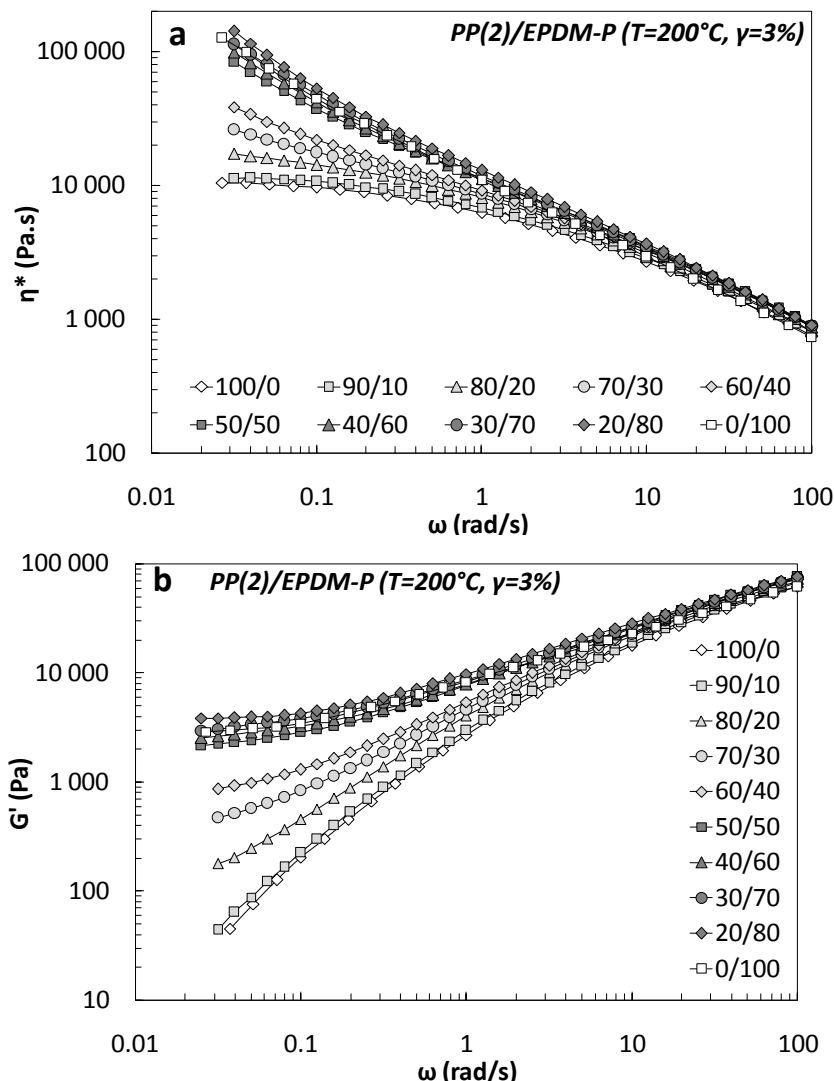 a PP(2)/EPDM-P (T=200°C, γ=3%)
100 000
10 000
1 000
100
η* (Pa.s)
100/0 90/10 80/20 70/30 60/40
50/50 40/60 30/70 20/80 0/100
0.01 0.1 1 10 100
ω (rad/s)
b PP(2)/EPDM-P (T=200°C, γ=3%)
100 000
10 000
1 000
100
10
G' (Pa)
100/0
90/10
80/20
70/30
60/40
50/50
40/60
30/70
20/80
0/100
0.01 0.1 1 10 100
ω (rad/s)